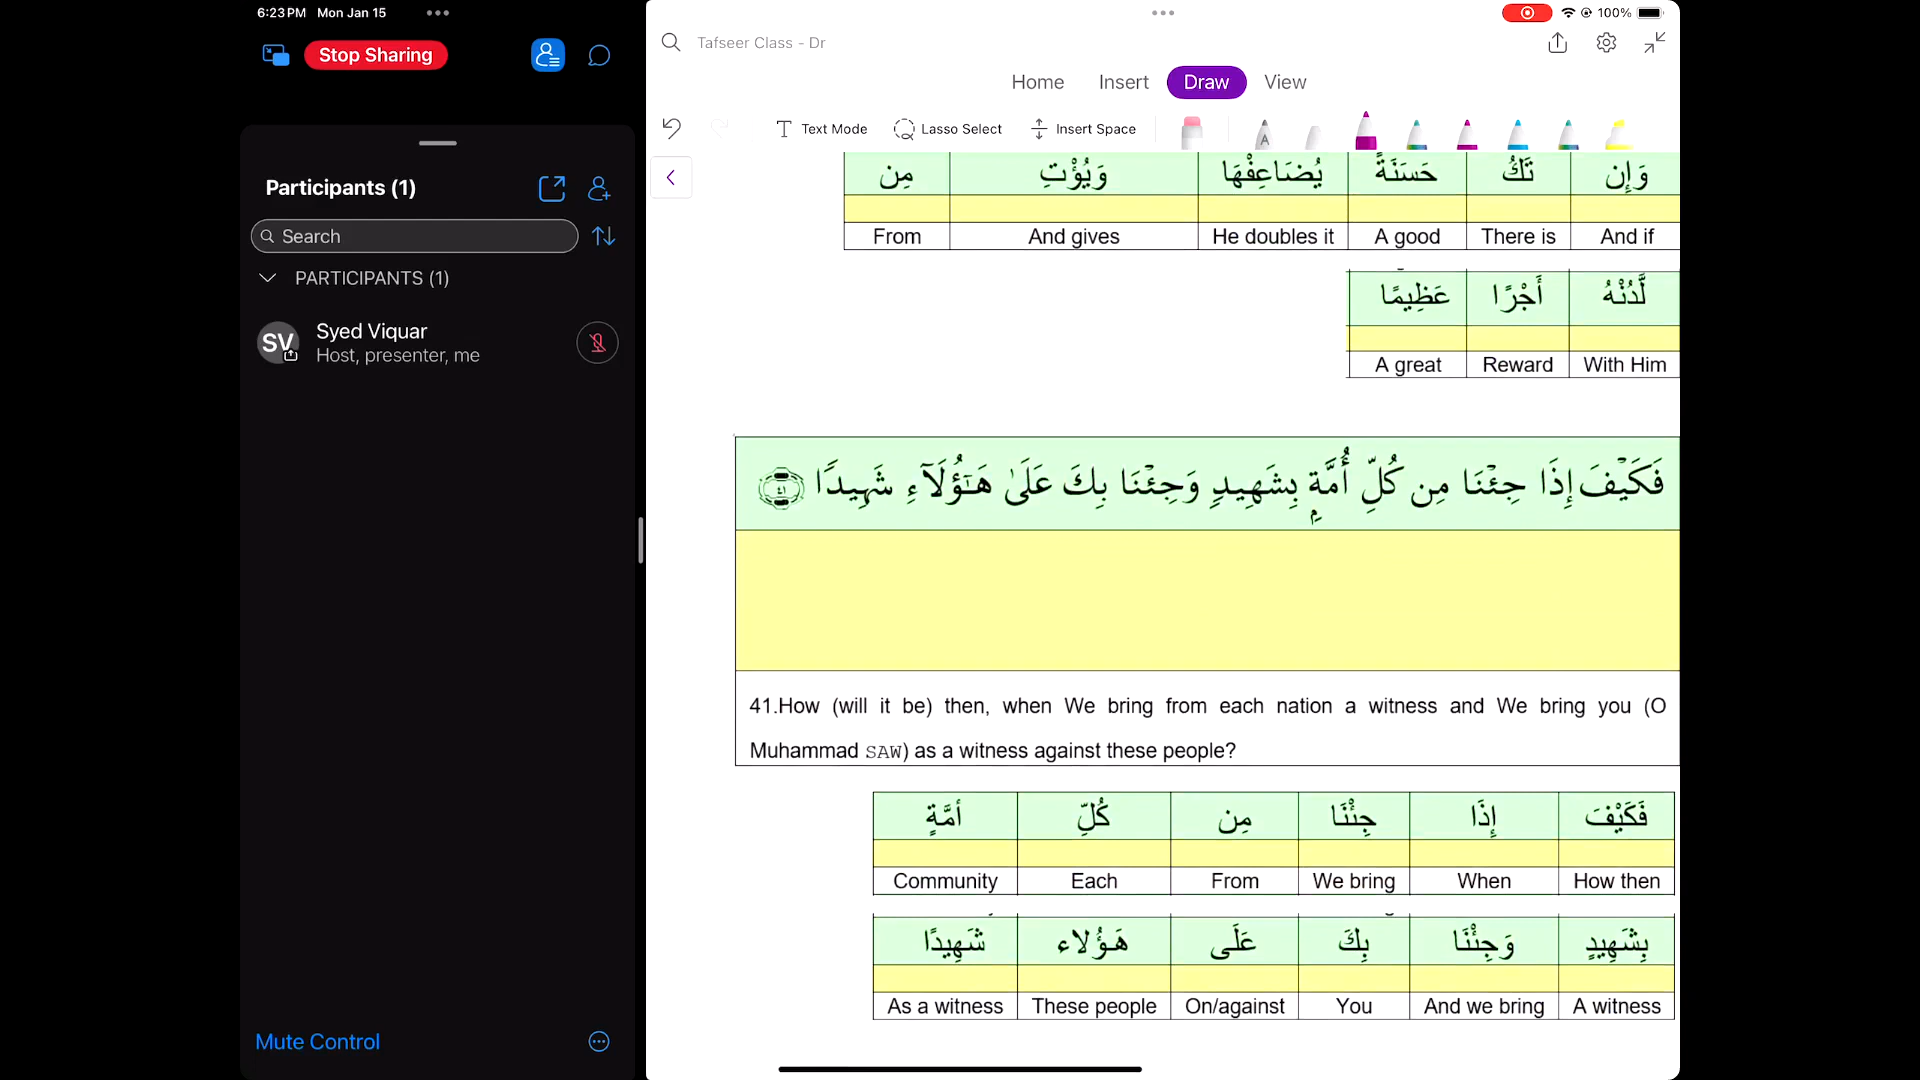 6:23 PM Mon Jan 15
Stop Sharing
Participants (1)
Search
PARTICIPANTS (1)
SV
Syed Viquar
Host, presenter, me
Mute Control
100%
Tafseer Class - Dr
Home Insert Draw View
Text Mode Lasso Select Insert Space
A
وَإِن تَكُ حَسَنَةً يُضَاعِفْهَا وَيُؤْتِ مِن
From And gives He doubles it A good There is And if
لَّدُنْهُ أَجْرًا عَظِيمًا
A great Reward With Him
فَكَيْفَ إِذَا جِئْنَا مِن كُلِّ أُمَّةٍۭ بِشَهِيدٍ وَجِئْنَا بِكَ عَلَىٰ هَـٰٓؤُلَآءِ شَهِيدًا ٤١
41.How (will it be) then, when We bring from each nation a witness and We bring you (O
Muhammad SAW) as a witness against these people?
فَكَيْفَ إِذَا جِئْنَا مِن كُلِّ أمَّةٍ
Community Each From We bring When How then
بِشَهِيدٍ وَجِئْنَا بِكَ عَلَى هَـؤُلاء شَهِيدًا
As a witness These people On/against You And we bring A witness